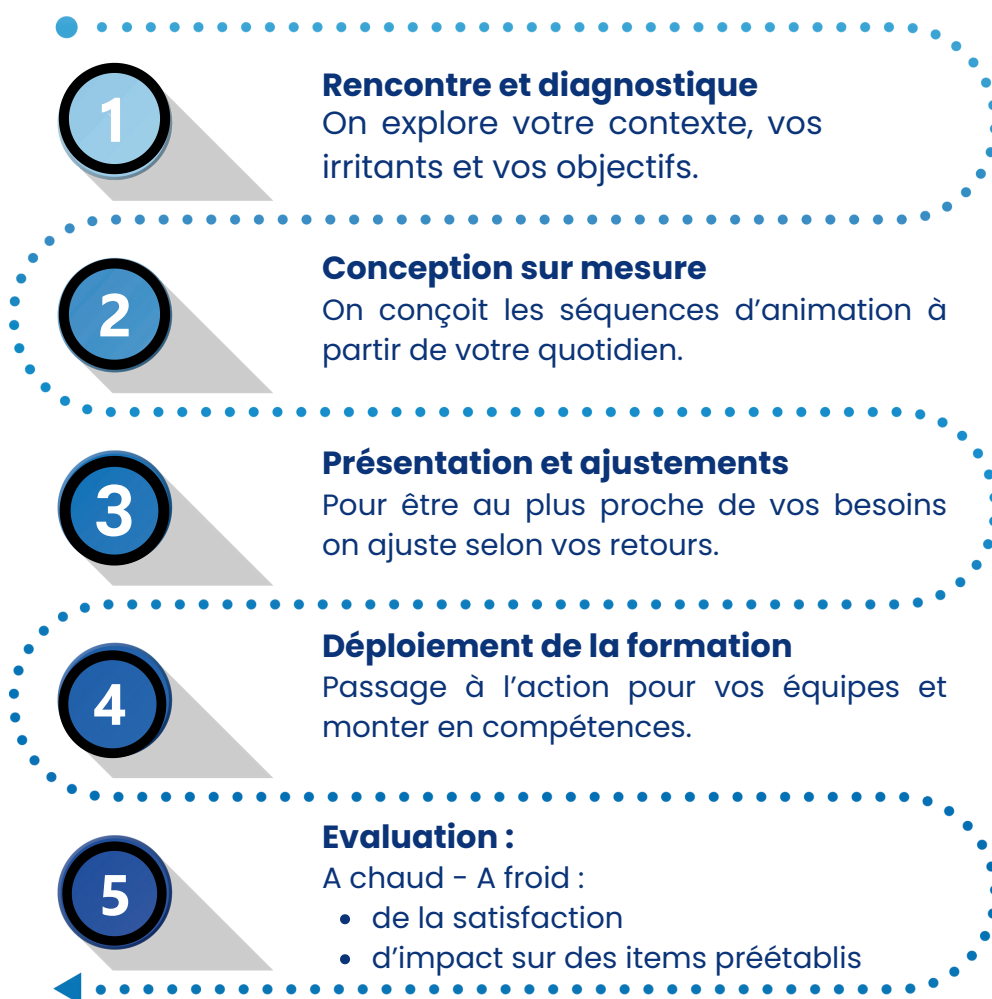 1
Rencontre et diagnostique
On explore votre contexte, vos
irritants et vos objectifs.
2
Conception sur mesure
On conçoit les séquences d’animation à
partir de votre quotidien.
3
Présentation et ajustements
Pour être au plus proche de vos besoins
on ajuste selon vos retours.
4
Déploiement de la formation
Passage à l’action pour vos équipes et
monter en compétences.
5
Evaluation :
A chaud - A froid :
• de la satisfaction
• d’impact sur des items préétablis